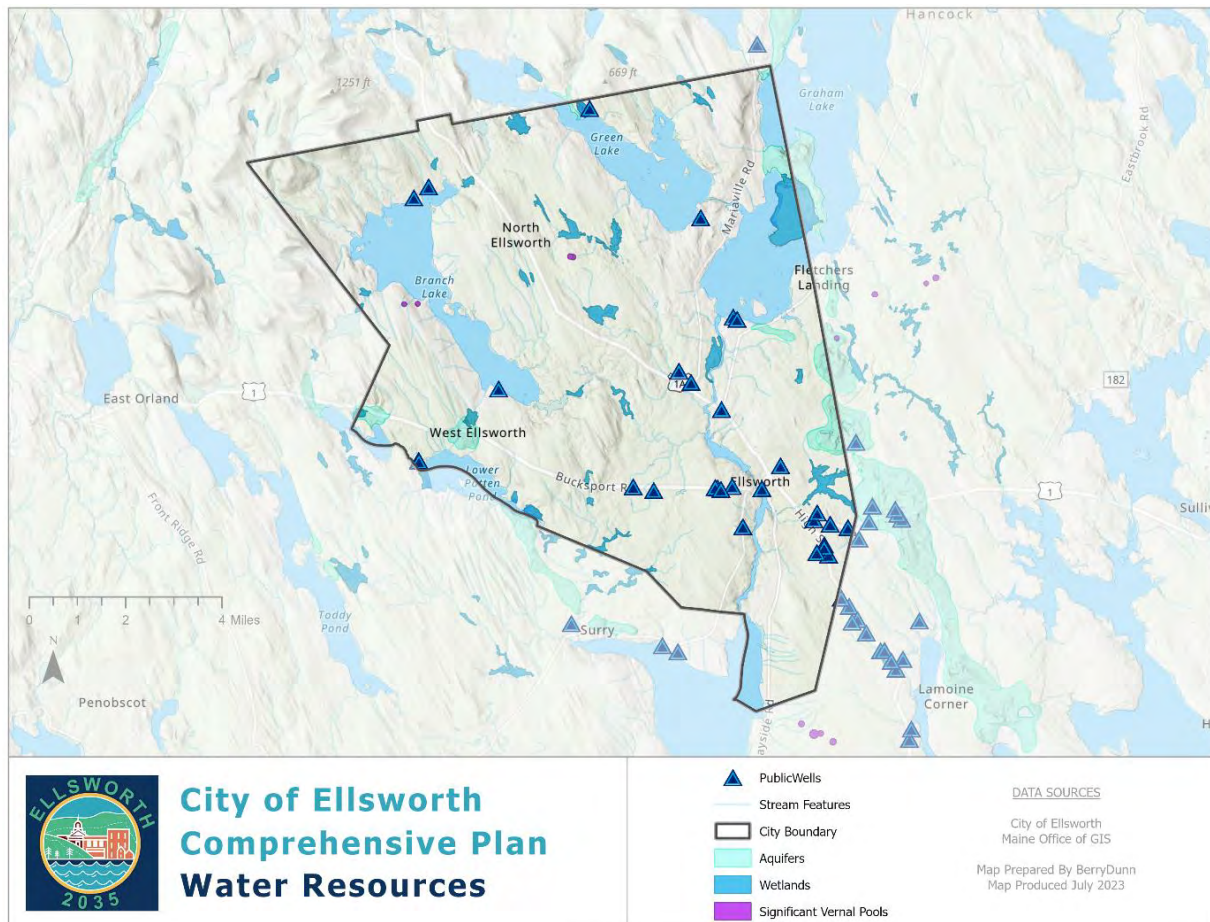 Hancock
1251 ft
669 ft
Graham
Lake
Green
Lake
Eastbrook Rd
Mariaville Rd
North
Ellsworth
Fletchers
Landing
Branch
Lake
1A
182
East Orland
1
West Ellsworth
Lower
Patten
Pond
Bucksport R
Ellsworth
High S
1
Sulliv
Front Ridge Rd
0 2 4 Miles
N
Toddy
Pond
Surry
Penobscot
Lamoine
Corner
ayside Rd
H
ELLSWORTH
2035
City of Ellsworth
Comprehensive Plan
Water Resources
PublicWells
Stream Features
City Boundary
Aquifers
Wetlands
Significant Vernal Pools
DATA SOURCES
City of Ellsworth
Maine Office of GIS
Map Prepared By BerryDunn
Map Produced July 2023